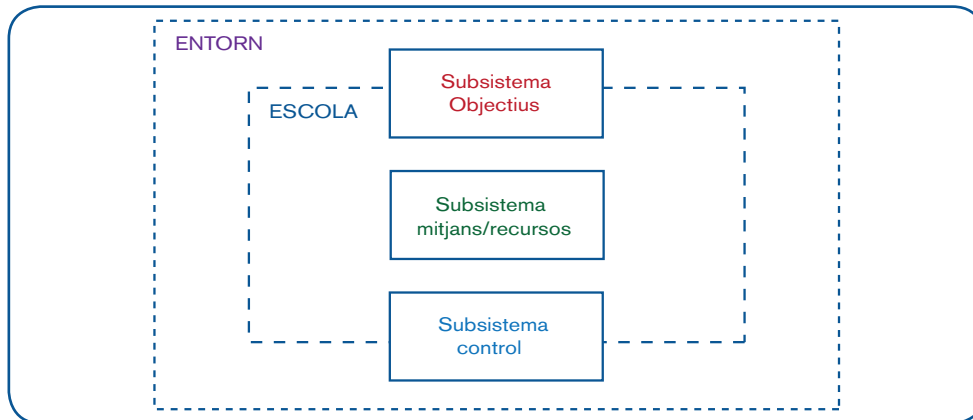 ENTORN
Subsistema
Objectius
ESCOLA
Subsistema
mitjans/recursos
Subsistema
control